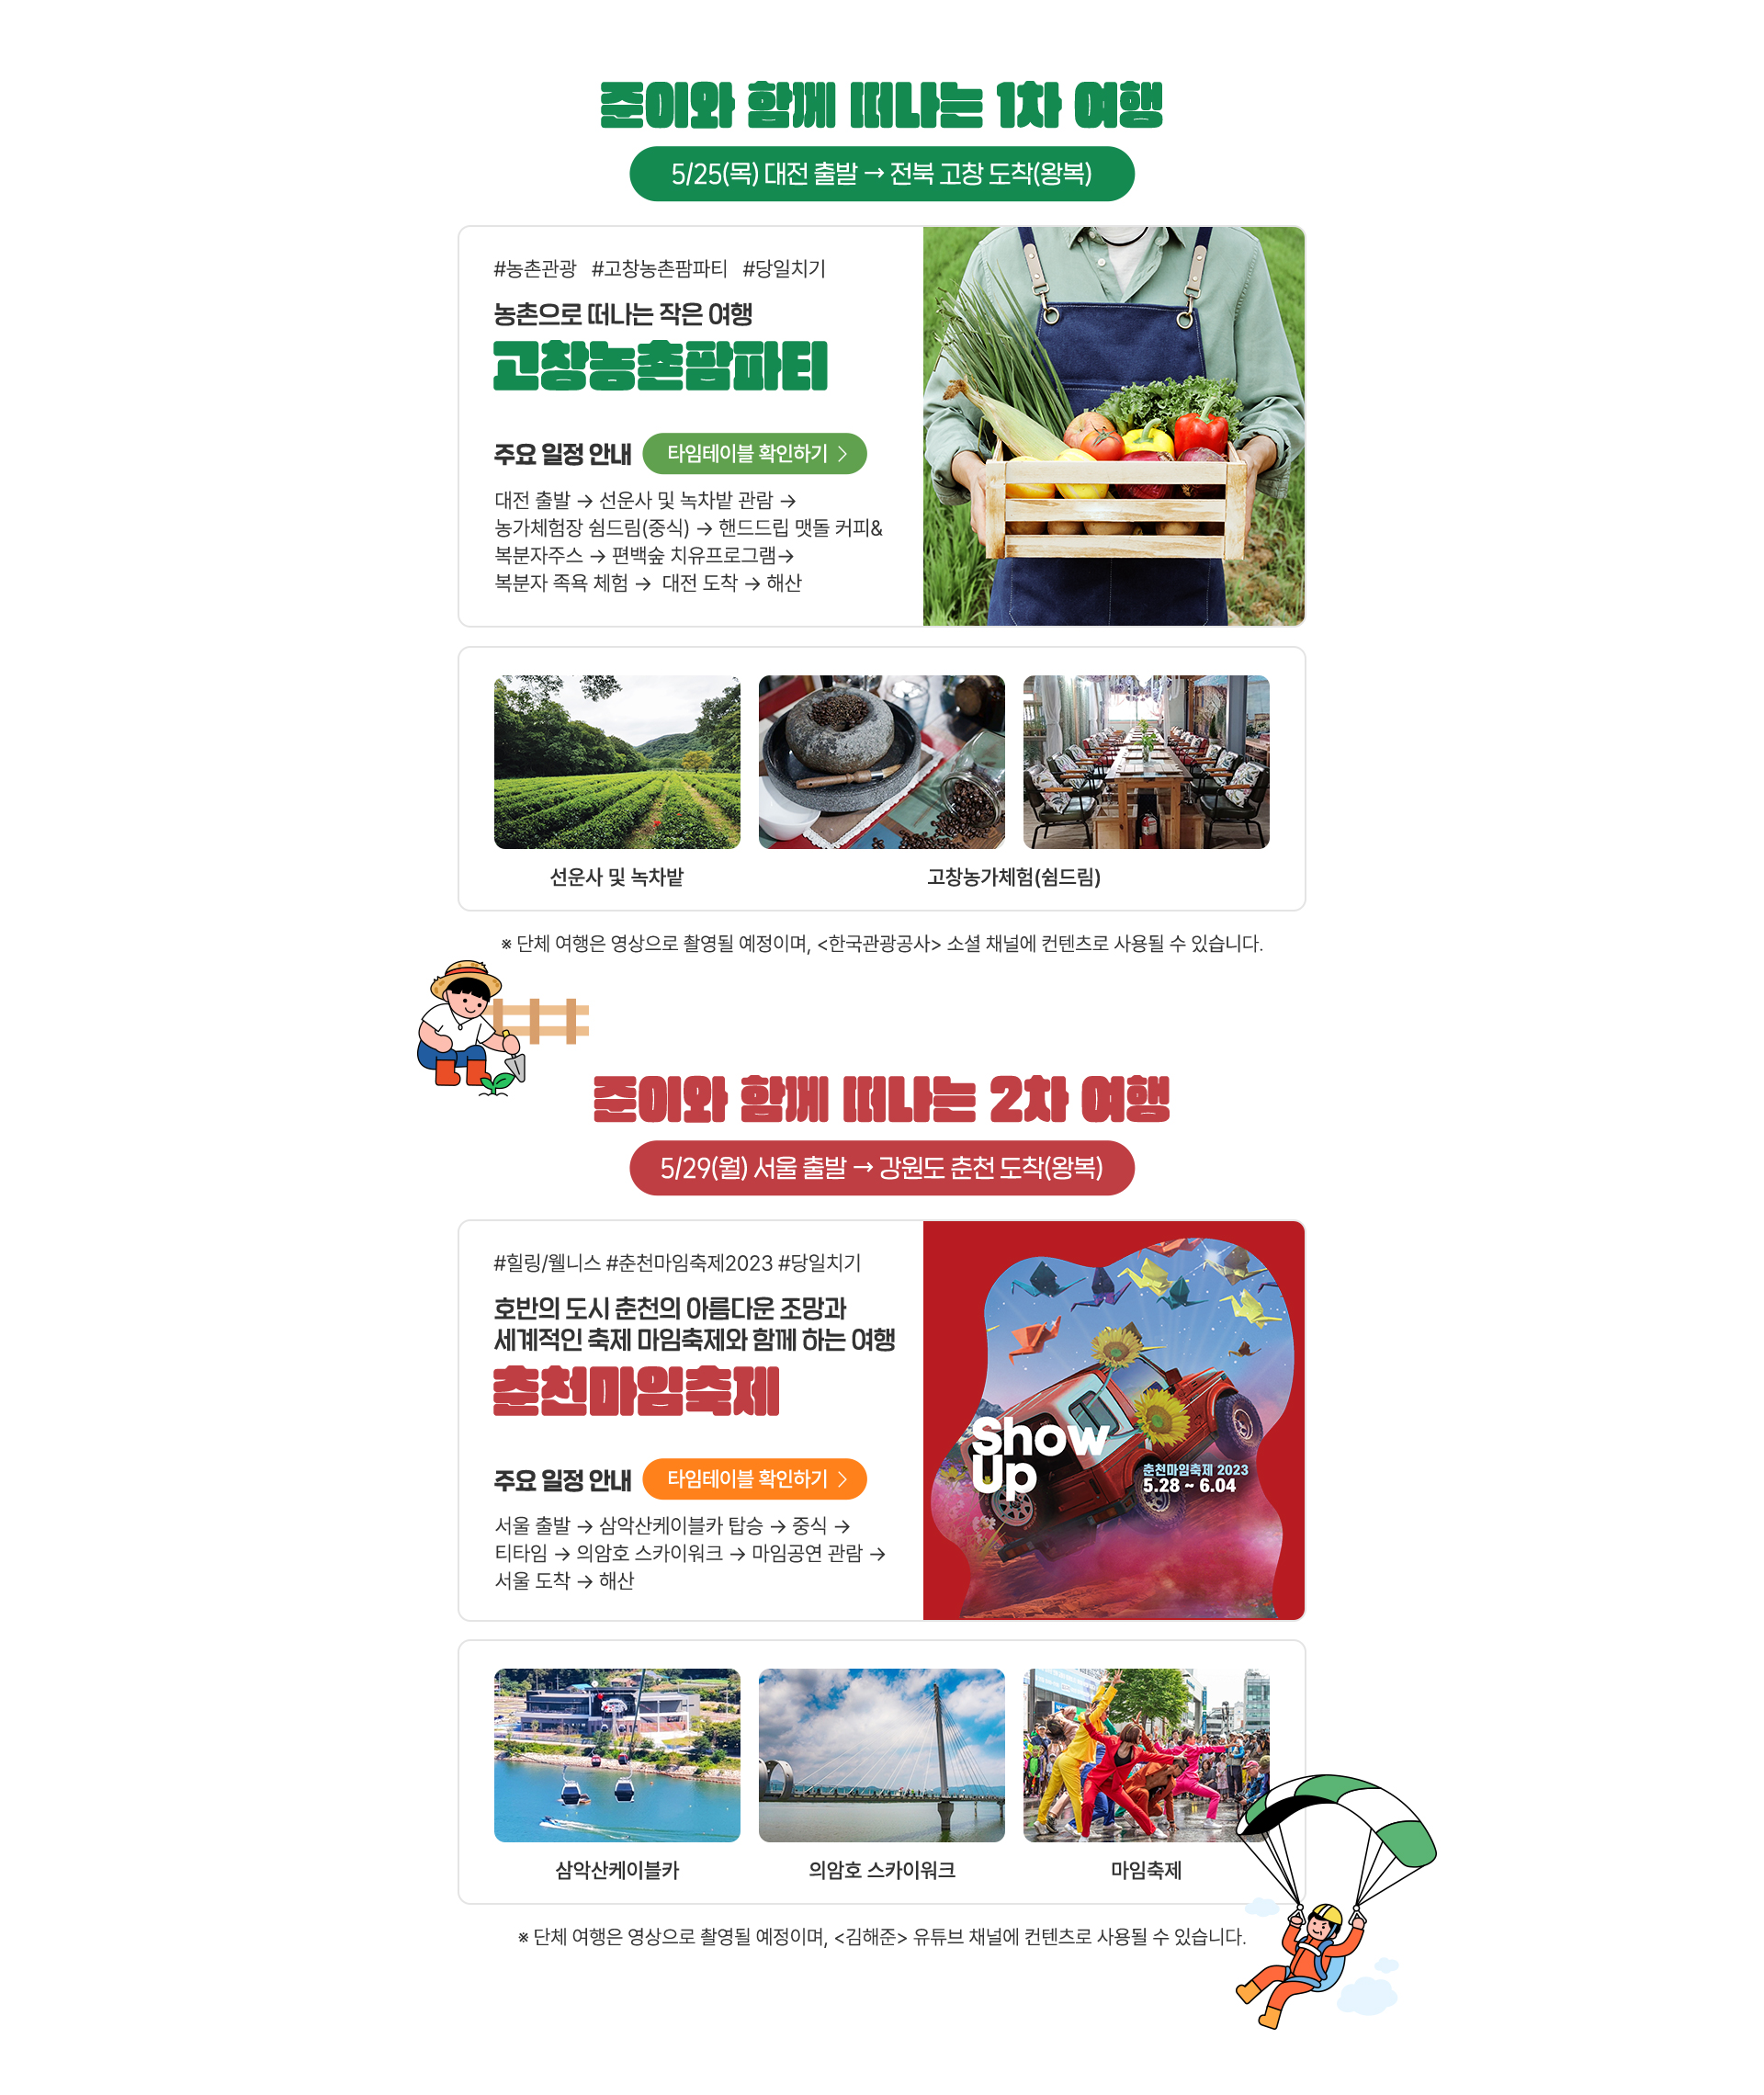 준이와 함께 떠나는 1차 여행
5/25(목) 대전 출발 → 전북 고창 도착(왕복)
#농촌관광 #고창농촌팜파티 #당일치기
농촌으로 떠나는 작은 여행
고창농촌팜파티
주요 일정 안내 타임테이블 확인하기 >
대전 출발 → 선운사 및 녹차밭 관람 →
농가체험장 쉼드림(중식) → 핸드드립 맷돌 커피&
복분자주스 → 편백숲 치유프로그램→
복분자 족욕 체험 → 대전 도착 → 해산
선운사 및 녹차밭
고창농가체험(쉼드림)
※ 단체 여행은 영상으로 촬영될 예정이며, <한국관광공사> 소셜 채널에 컨텐츠로 사용될 수 있습니다.
준이와 함께 떠나는 2차 여행
5/29(월) 서울 출발 → 강원도 춘천 도착(왕복)
#힐링/웰니스 #춘천마임축제2023 #당일치기
호반의 도시 춘천의 아름다운 조망과
세계적인 축제 마임축제와 함께 하는 여행
춘천마임축제
주요 일정 안내 타임테이블 확인하기 >
서울 출발 → 삼악산케이블카 탑승 → 중식 →
티타임 → 의암호 스카이워크 → 마임공연 관람 →
서울 도착 → 해산
Show
Up
춘천마임축제 2023
5.28 ~ 6.04
삼악산케이블카
의암호 스카이워크
마임축제
※ 단체 여행은 영상으로 촬영될 예정이며, <김해준> 유튜브 채널에 컨텐츠로 사용될 수 있습니다.